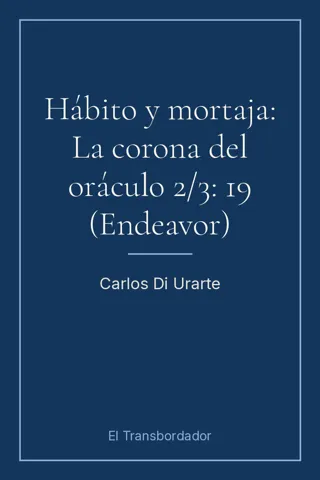 Hábito y mortaja:
La corona del
oráculo 2/3: 19
(Endeavor)
Carlos Di Urarte
El Transbordador